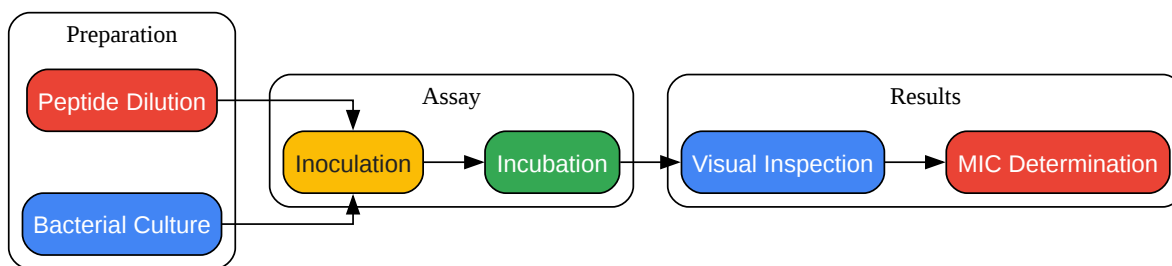 Preparation
Peptide Dilution
Bacterial Culture
Assay
Inoculation
Incubation
Results
Visual Inspection
MIC Determination